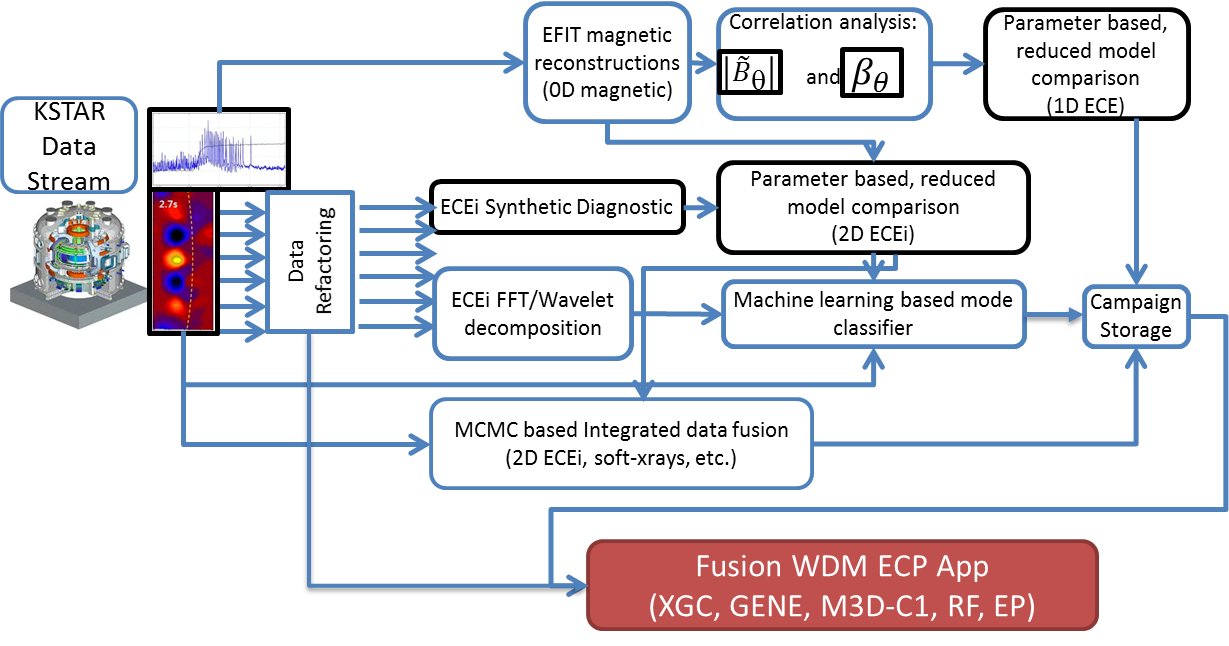 KSTAR
Data
Stream
2.7s
Data
Refactoring
EFIT magnetic
reconstructions
(0D magnetic)
Correlation analysis:
|B̃θ| and βθ
Parameter based,
reduced model
comparison
(1D ECE)
ECEi Synthetic Diagnostic
Parameter based, reduced
model comparison
(2D ECEi)
ECEi FFT/Wavelet
decomposition
Machine learning based mode
classifier
Campaign
Storage
MCMC based Integrated data fusion
(2D ECEi, soft-xrays, etc.)
Fusion WDM ECP App
(XGC, GENE, M3D-C1, RF, EP)